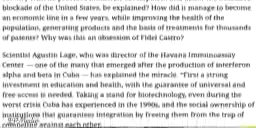 blockade of the United States, be explained? How did it manage to become
an economic line in a few years, while improving the health of the
population, generating products and the basis of treatments for thousands
of patients? Why was this an obsession of Fidel Castro?
Scientist Agustin Lage, who was director of the Havana Immunoassay
Center — one of the many that emerged after the production of interferon
alpha and beta in Cuba — has explained the miracle. "First a strong
investment in education and health, with the guarantee of universal and
free access is needed. Taking a stand for biotechnology, even during the
worst crisis Cuba has experienced in the 1990s, and the social ownership of
institutions that guarantees integration by freeing them from the trap of
competing against each other.